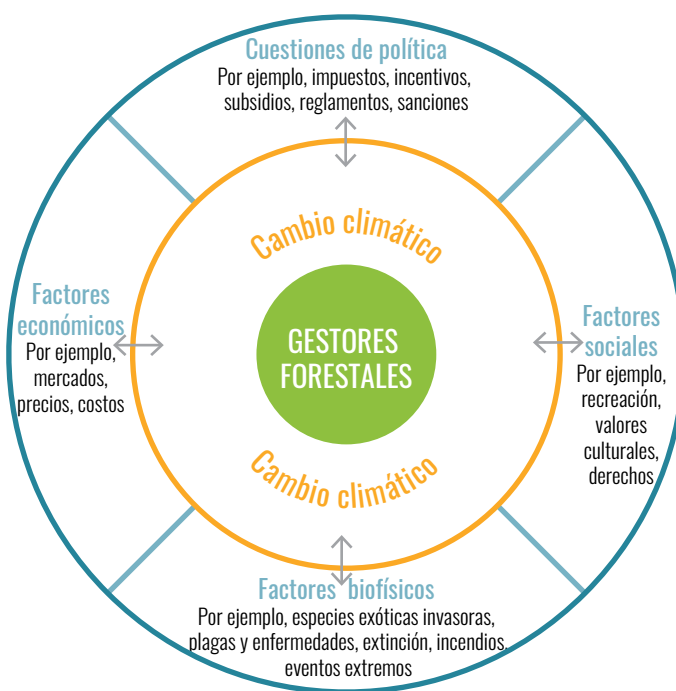 Cuestiones de política
Por ejemplo, impuestos, incentivos,
subsidios, reglamentos, sanciones
Cambio climático
Factores
económicos
Por ejemplo,
mercados,
precios, costos
GESTORES
FORESTALES
Factores
sociales
Por ejemplo,
recreación,
valores
culturales,
derechos
Cambio climático
Factores biofísicos
Por ejemplo, especies exóticas invasoras,
plagas y enfermedades, extinción, incendios,
eventos extremos